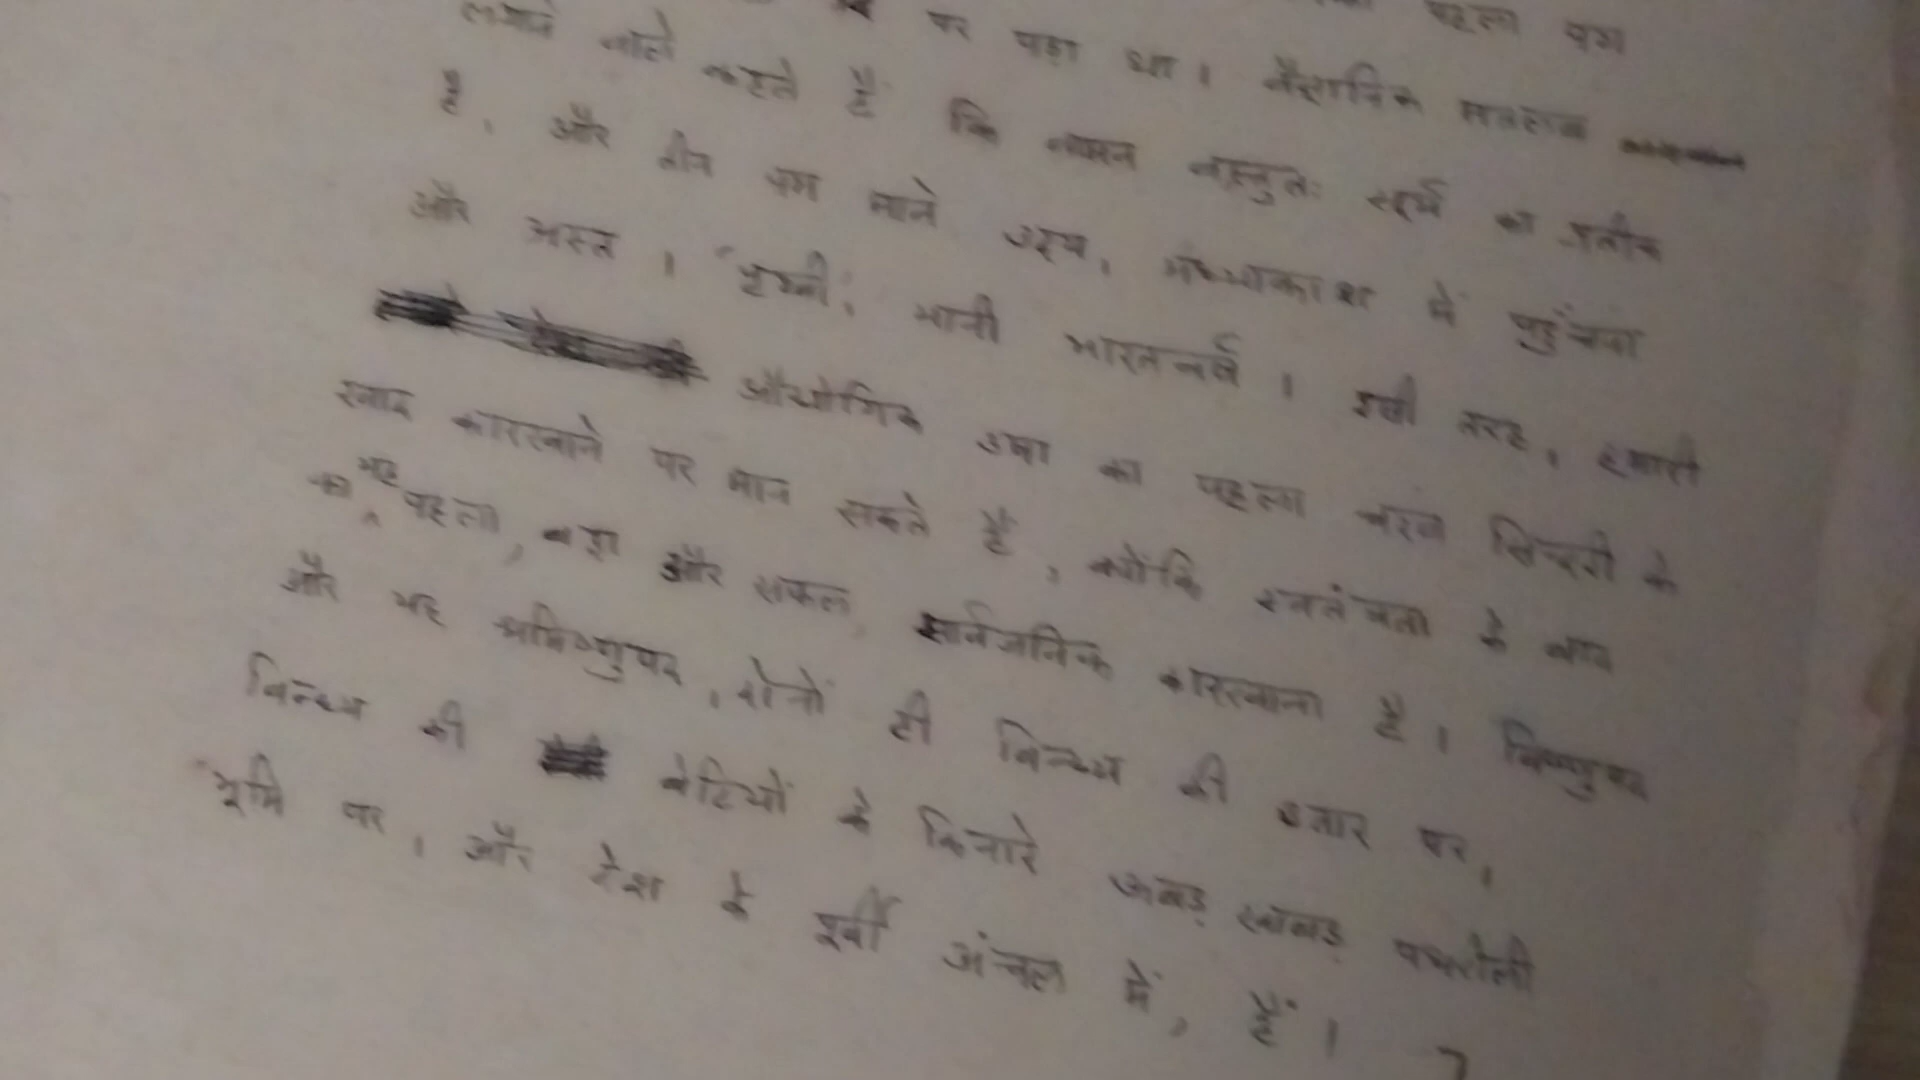 पहला पग
पर पड़ा था। वैज्ञानिक मतलब
लगाने वाले कहते हैं कि वामन वस्तुतः सूर्य का प्रतीक
है, और तीन पग माने उदय, मध्याकाश में पहुँचना
और अस्त। "पृथ्वी", मानी भारतवर्ष। इसी तरह, हमारी
औद्योगिक उषा का पहला चरण सिन्दरी के
खाद कारखाने पर मान सकते हैं, क्योंकि स्वतंत्रता के बाद
का यह पहला, बड़ा और सफल सार्वजनिक कारखाना है। विष्णुपद
और यह भविष्णुपद, दोनों ही विन्ध्य की उतार पर,
विन्ध्य की बेटियों के किनारे ऊबड़ खाबड़ पथरीली
भूमि पर, और देश के पूर्वी अंचल में, हैं।